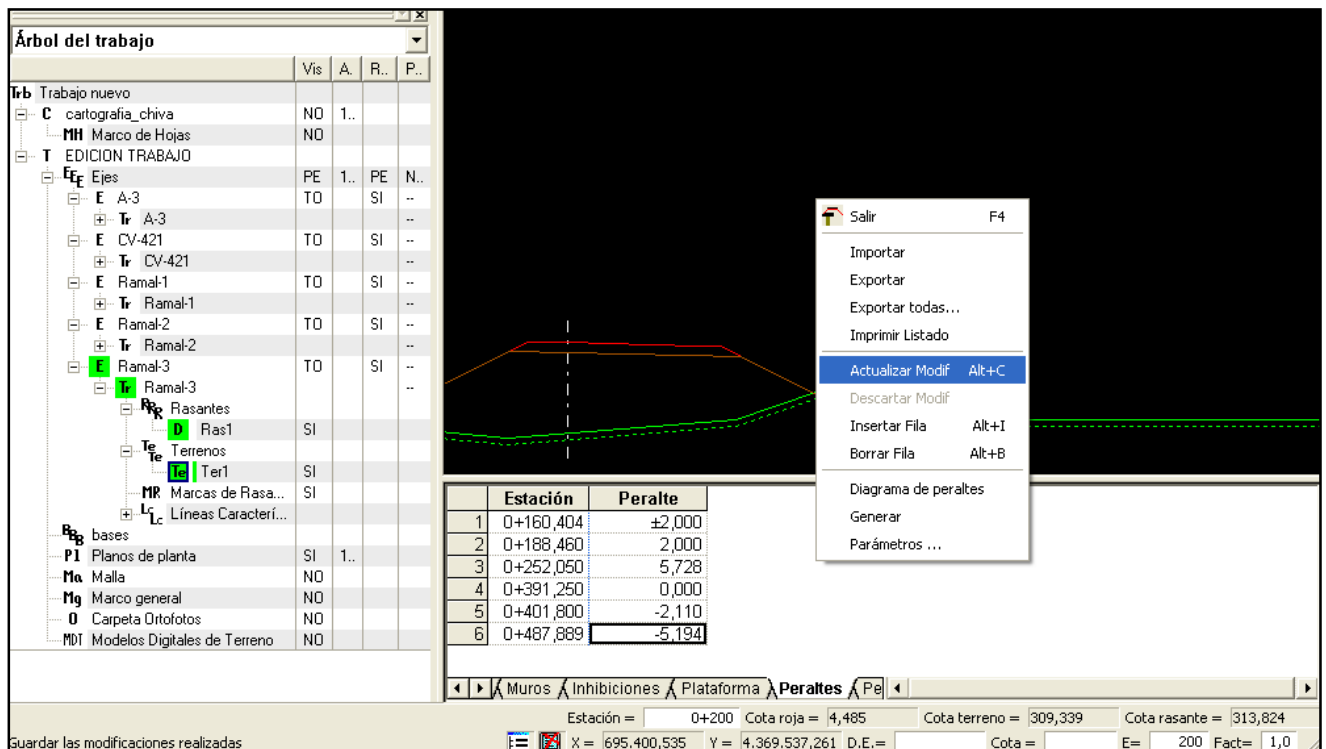 Árbol del trabajo
Vis A. R.. P..
Trb Trabajo nuevo
C cartografia_chiva NO 1..
MH Marco de Hojas NO
T EDICION TRABAJO
EEE Ejes PE 1.. PE N..
E A-3 TO SI --
Tr A-3 --
E CV-421 TO SI --
Tr CV-421 --
E Ramal-1 TO SI --
Tr Ramal-1 --
E Ramal-2 TO SI --
Tr Ramal-2 --
E Ramal-3 TO SI --
Tr Ramal-3 --
RRR Rasantes
D Ras1 SI
Te Te Terrenos
Te Ter1 SI
MR Marcas de Rasa... SI
Lc Lc Líneas Caracterí...
BBB bases
Pl Planos de planta SI 1..
Ma Malla NO
Mg Marco general NO
O Carpeta Ortofotos NO
MDT Modelos Digitales de Terreno NO
Salir F4
Importar
Exportar
Exportar todas...
Imprimir Listado
Actualizar Modif Alt+C
Descartar Modif
Insertar Fila Alt+I
Borrar Fila Alt+B
Diagrama de peraltes
Generar
Parámetros ...
Estación Peralte
1 0+160,404 ±2,000
2 0+188,460 2,000
3 0+252,050 5,728
4 0+391,250 0,000
5 0+401,800 -2,110
6 0+487,889 -5,194
Muros Inhibiciones Plataforma Peraltes Pe
Estación = 0+200 Cota roja = 4,485 Cota terreno = 309,339 Cota rasante = 313,824
Guardar las modificaciones realizadas X = 695.400,535 Y = 4.369.537,261 D.E.= Cota = E= 200 Fact= 1,0